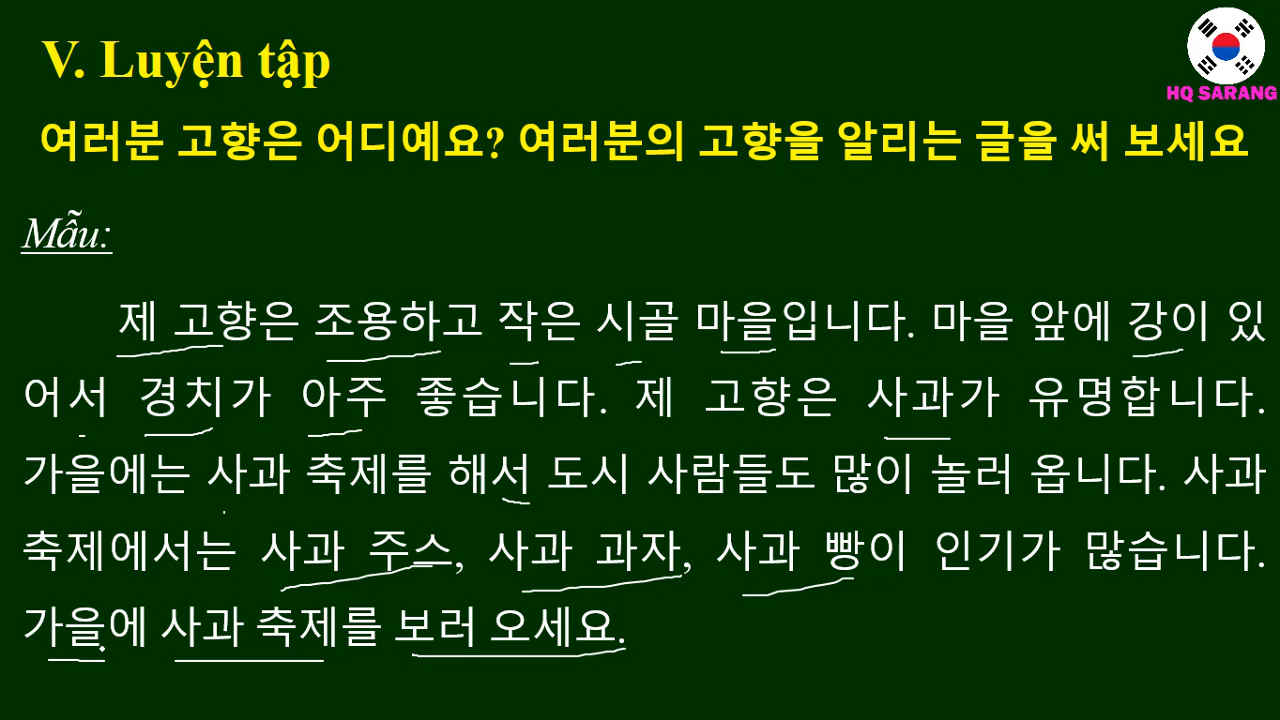 V. Luyện tập
HQ SARANG
여러분 고향은 어디예요? 여러분의 고향을 알리는 글을 써 보세요
Mẫu:
제 고향은 조용하고 작은 시골 마을입니다. 마을 앞에 강이 있
어서 경치가 아주 좋습니다. 제 고향은 사과가 유명합니다.
가을에는 사과 축제를 해서 도시 사람들도 많이 놀러 옵니다. 사과
축제에서는 사과 주스, 사과 과자, 사과 빵이 인기가 많습니다.
가을에 사과 축제를 보러 오세요.